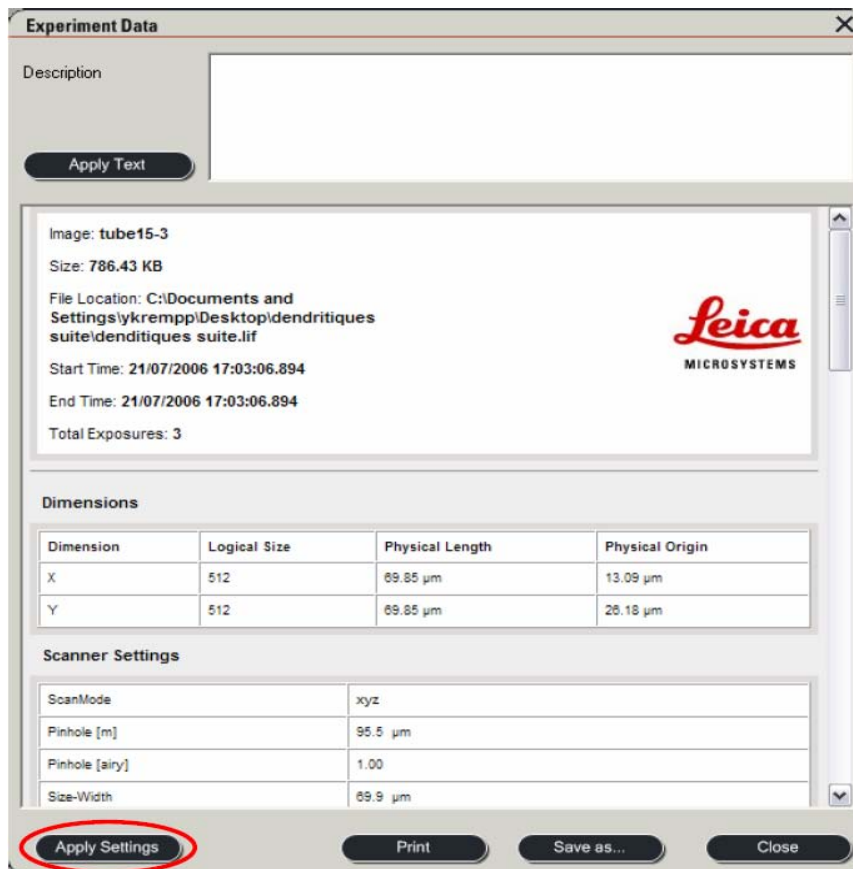 Experiment Data
Description
Apply Text
Image: tube15-3
Size: 786.43 KB
File Location: C:\Documents and
Settings\ykrempp\Desktop\dendritiques
suite\denditiques suite.lif
Start Time: 21/07/2006 17:03:06.894
End Time: 21/07/2006 17:03:06.894
Total Exposures: 3
Leica
MICROSYSTEMS
Dimensions
Dimension Logical Size Physical Length Physical Origin
X 512 69.85 µm 13.09 µm
Y 512 69.85 µm 26.18 µm
Scanner Settings
ScanMode xyz
Pinhole [m] 95.5 µm
Pinhole [airy] 1.00
Size-Width 69.9 µm
Apply Settings Print Save as... Close